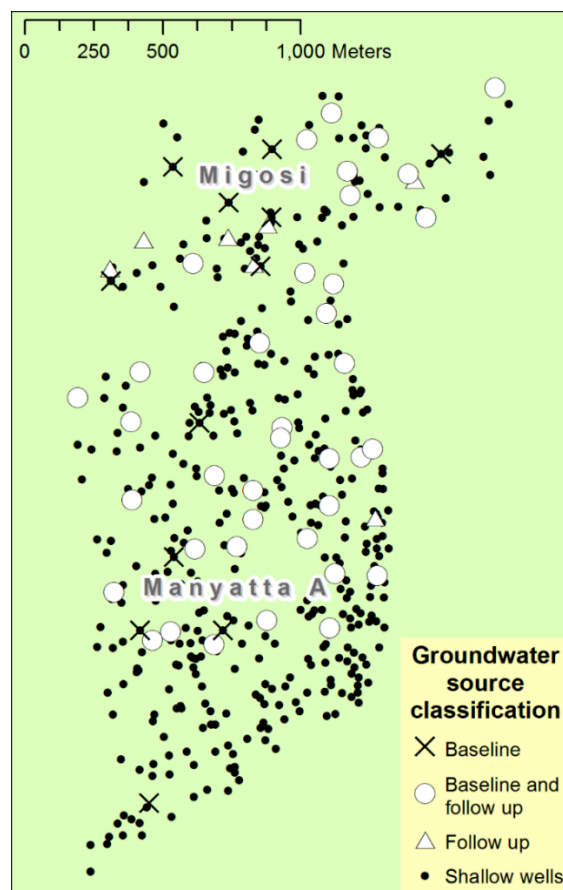 0 250 500 1,000 Meters
Migosi
Manyatta A
Groundwater
source
classification
Baseline
Baseline and
follow up
Follow up
Shallow wells